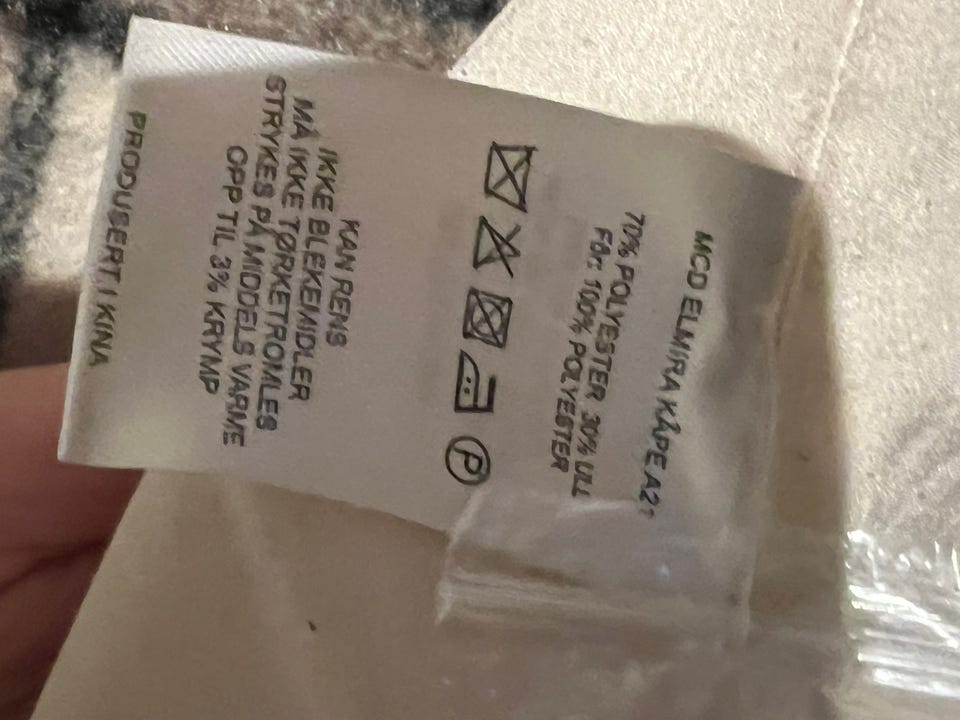 MCD ELMIRA KÅPE A21
70% POLYESTER 30% ULL
FÔR: 100% POLYESTER
P
KAN RENS
IKKE BLEKEMIDLER
MÅ IKKE TØRKETROMLES
STRYKES PÅ MIDDELS VARME
OPP TIL 3% KRYMP
PRODUSERT I KINA